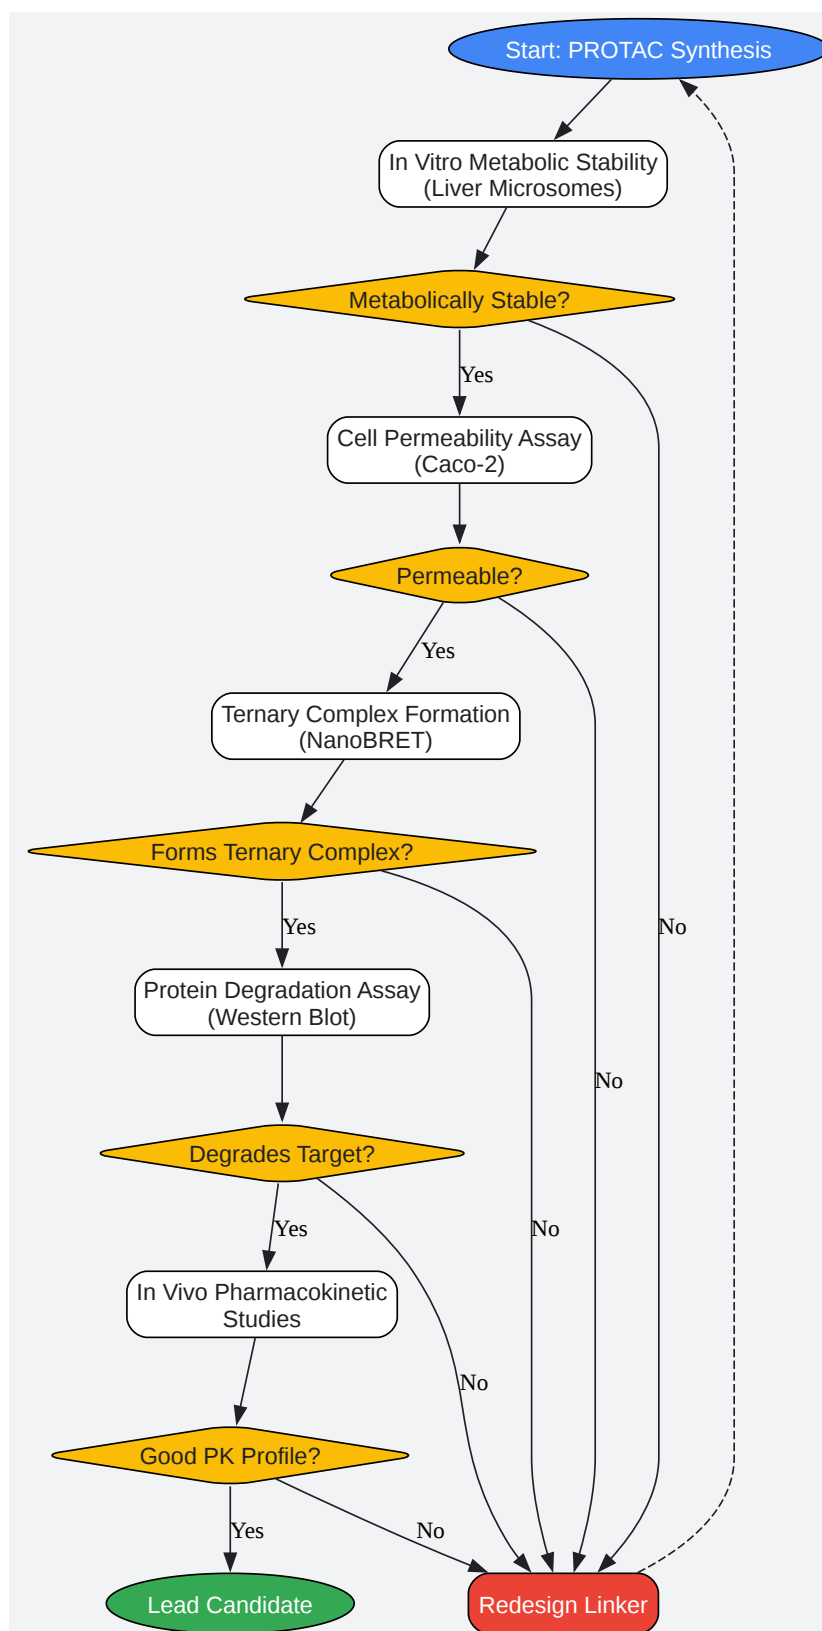 Start: PROTAC Synthesis
In Vitro Metabolic Stability
(Liver Microsomes)
Metabolically Stable?
Yes
Cell Permeability Assay
(Caco-2)
Permeable?
Yes
Ternary Complex Formation
(NanoBRET)
Forms Ternary Complex?
Yes
No
Protein Degradation Assay
(Western Blot)
No
Degrades Target?
Yes
No
In Vivo Pharmacokinetic
Studies
No
Good PK Profile?
Yes
No
Lead Candidate
Redesign Linker